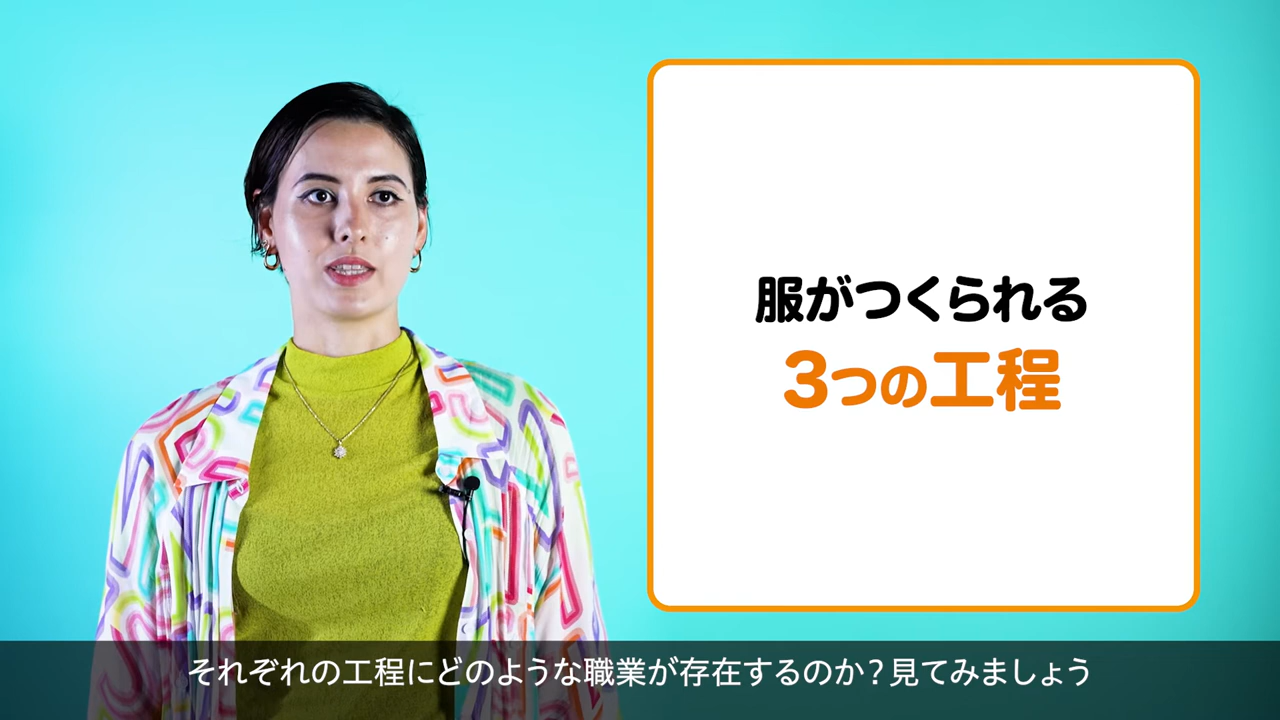 服がつくられる
3つの工程
それぞれの工程にどのような職業が存在するのか？見てみましょう